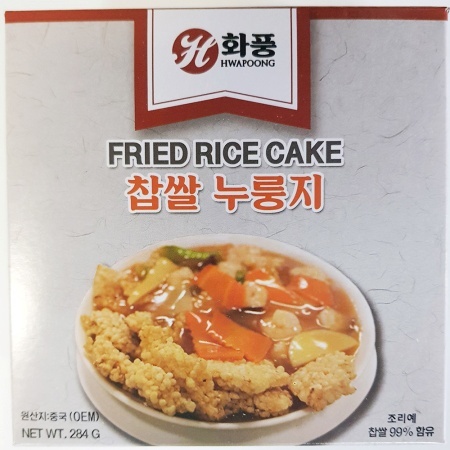 H 화풍
HWAPOONG
FRIED RICE CAKE
찹쌀 누룽지
원산지:중국(OEM)
NET WT. 284 G
조리예
찹쌀 99% 함유